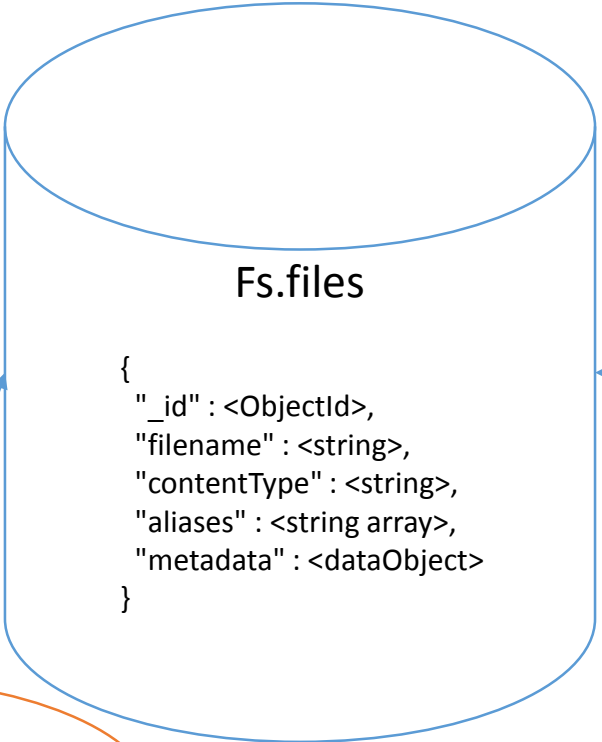 Fs.files
{
"_id" : <ObjectId>,
"filename" : <string>,
"contentType" : <string>,
"aliases" : <string array>,
"metadata" : <dataObject>
}